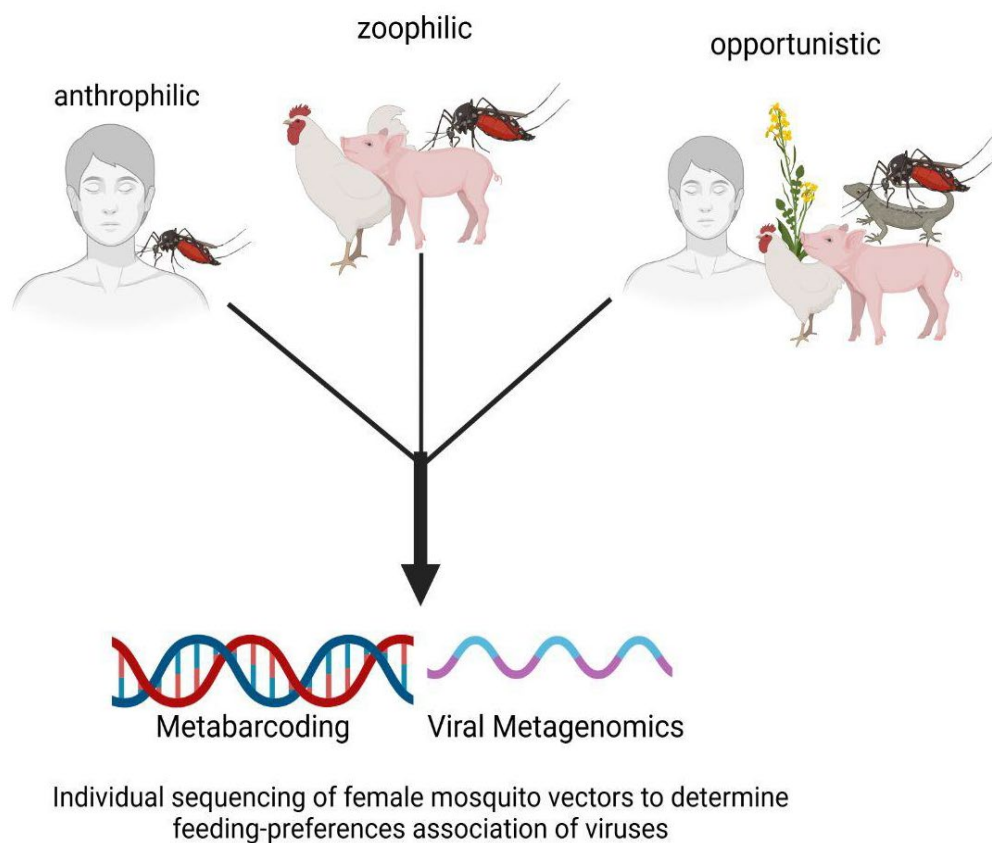 zoophilic
opportunistic
anthrophilic
Metabarcoding
Viral Metagenomics
Individual sequencing of female mosquito vectors to determine
feeding-preferences association of viruses